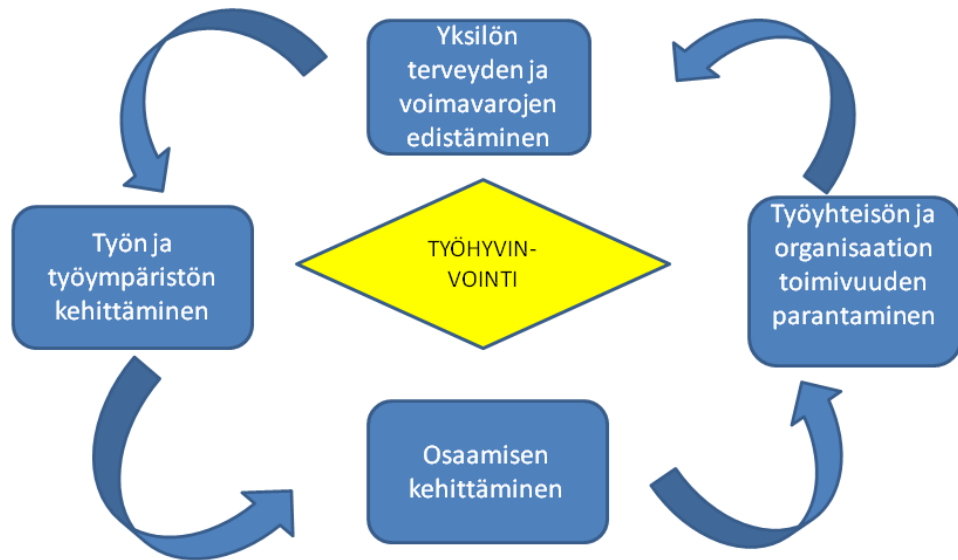 Yksilön
terveyden ja
voimavarojen
edistäminen
Työn ja
työympäristön
kehittäminen
TYÖHYVIN-
VOINTI
Työyhteisön ja
organisaation
toimivuuden
parantaminen
Osaamisen
kehittäminen